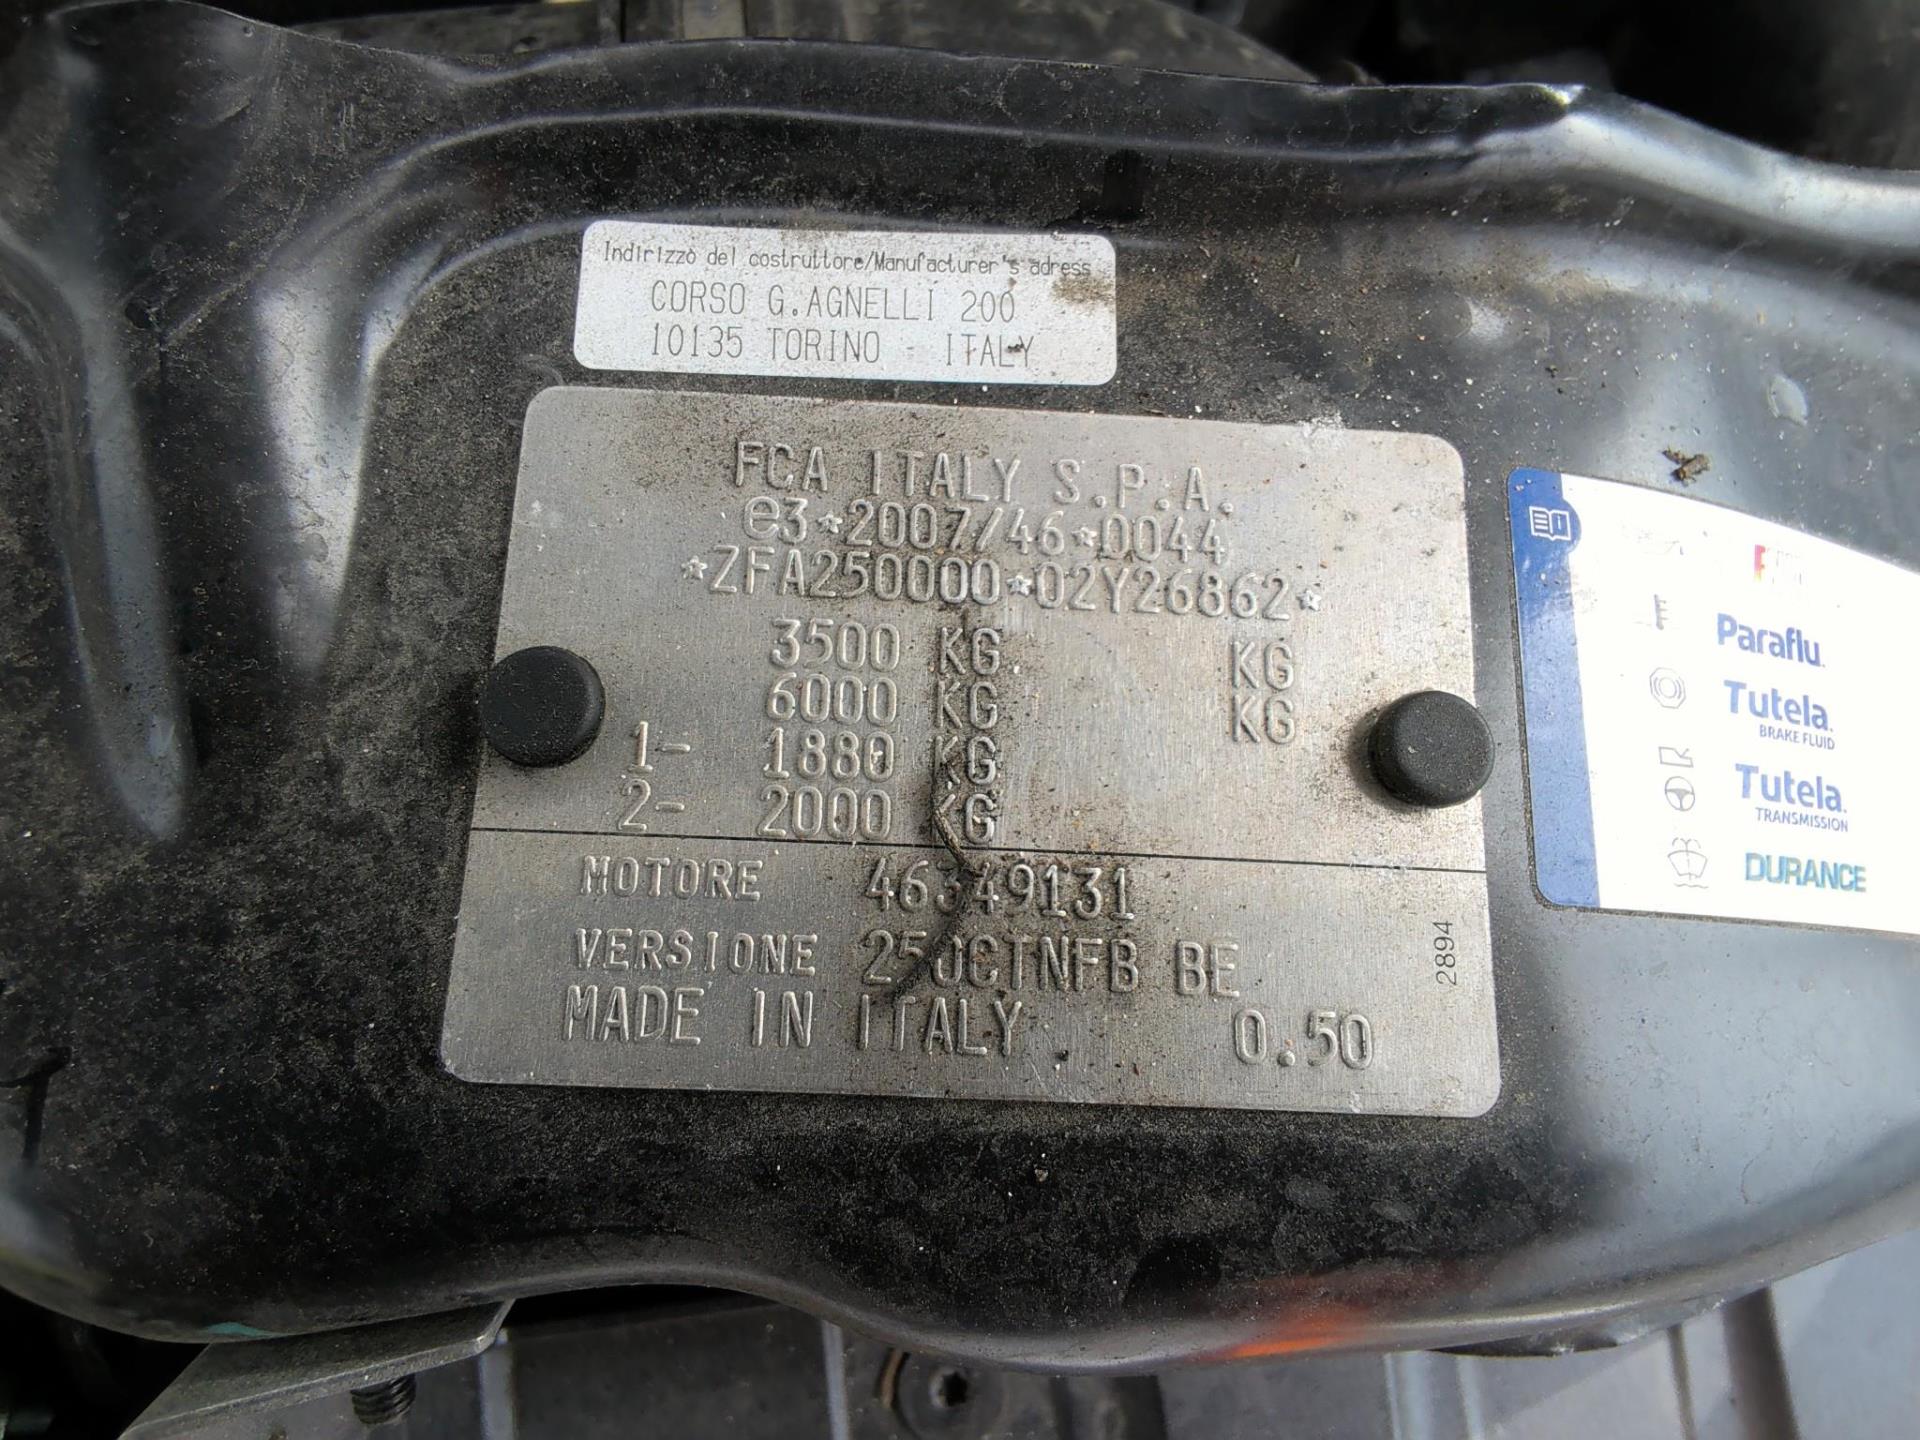 Indirizzo del costruttore/Manufacturer's adress
CORSO G.AGNELLI 200
10135 TORINO - ITALY
FCA ITALY S.P.A.
e3*2007/46*0044
*ZFA250000*02Y26862*
3500 KG KG
6000 KG KG
1- 1880 KG
2- 2000 KG
MOTORE 46349131
VERSIONE 250CTNFB BE
MADE IN ITALY 0.50
2894
Paraflu.
Tutela.
BRAKE FLUID
Tutela.
TRANSMISSION
DURANCE